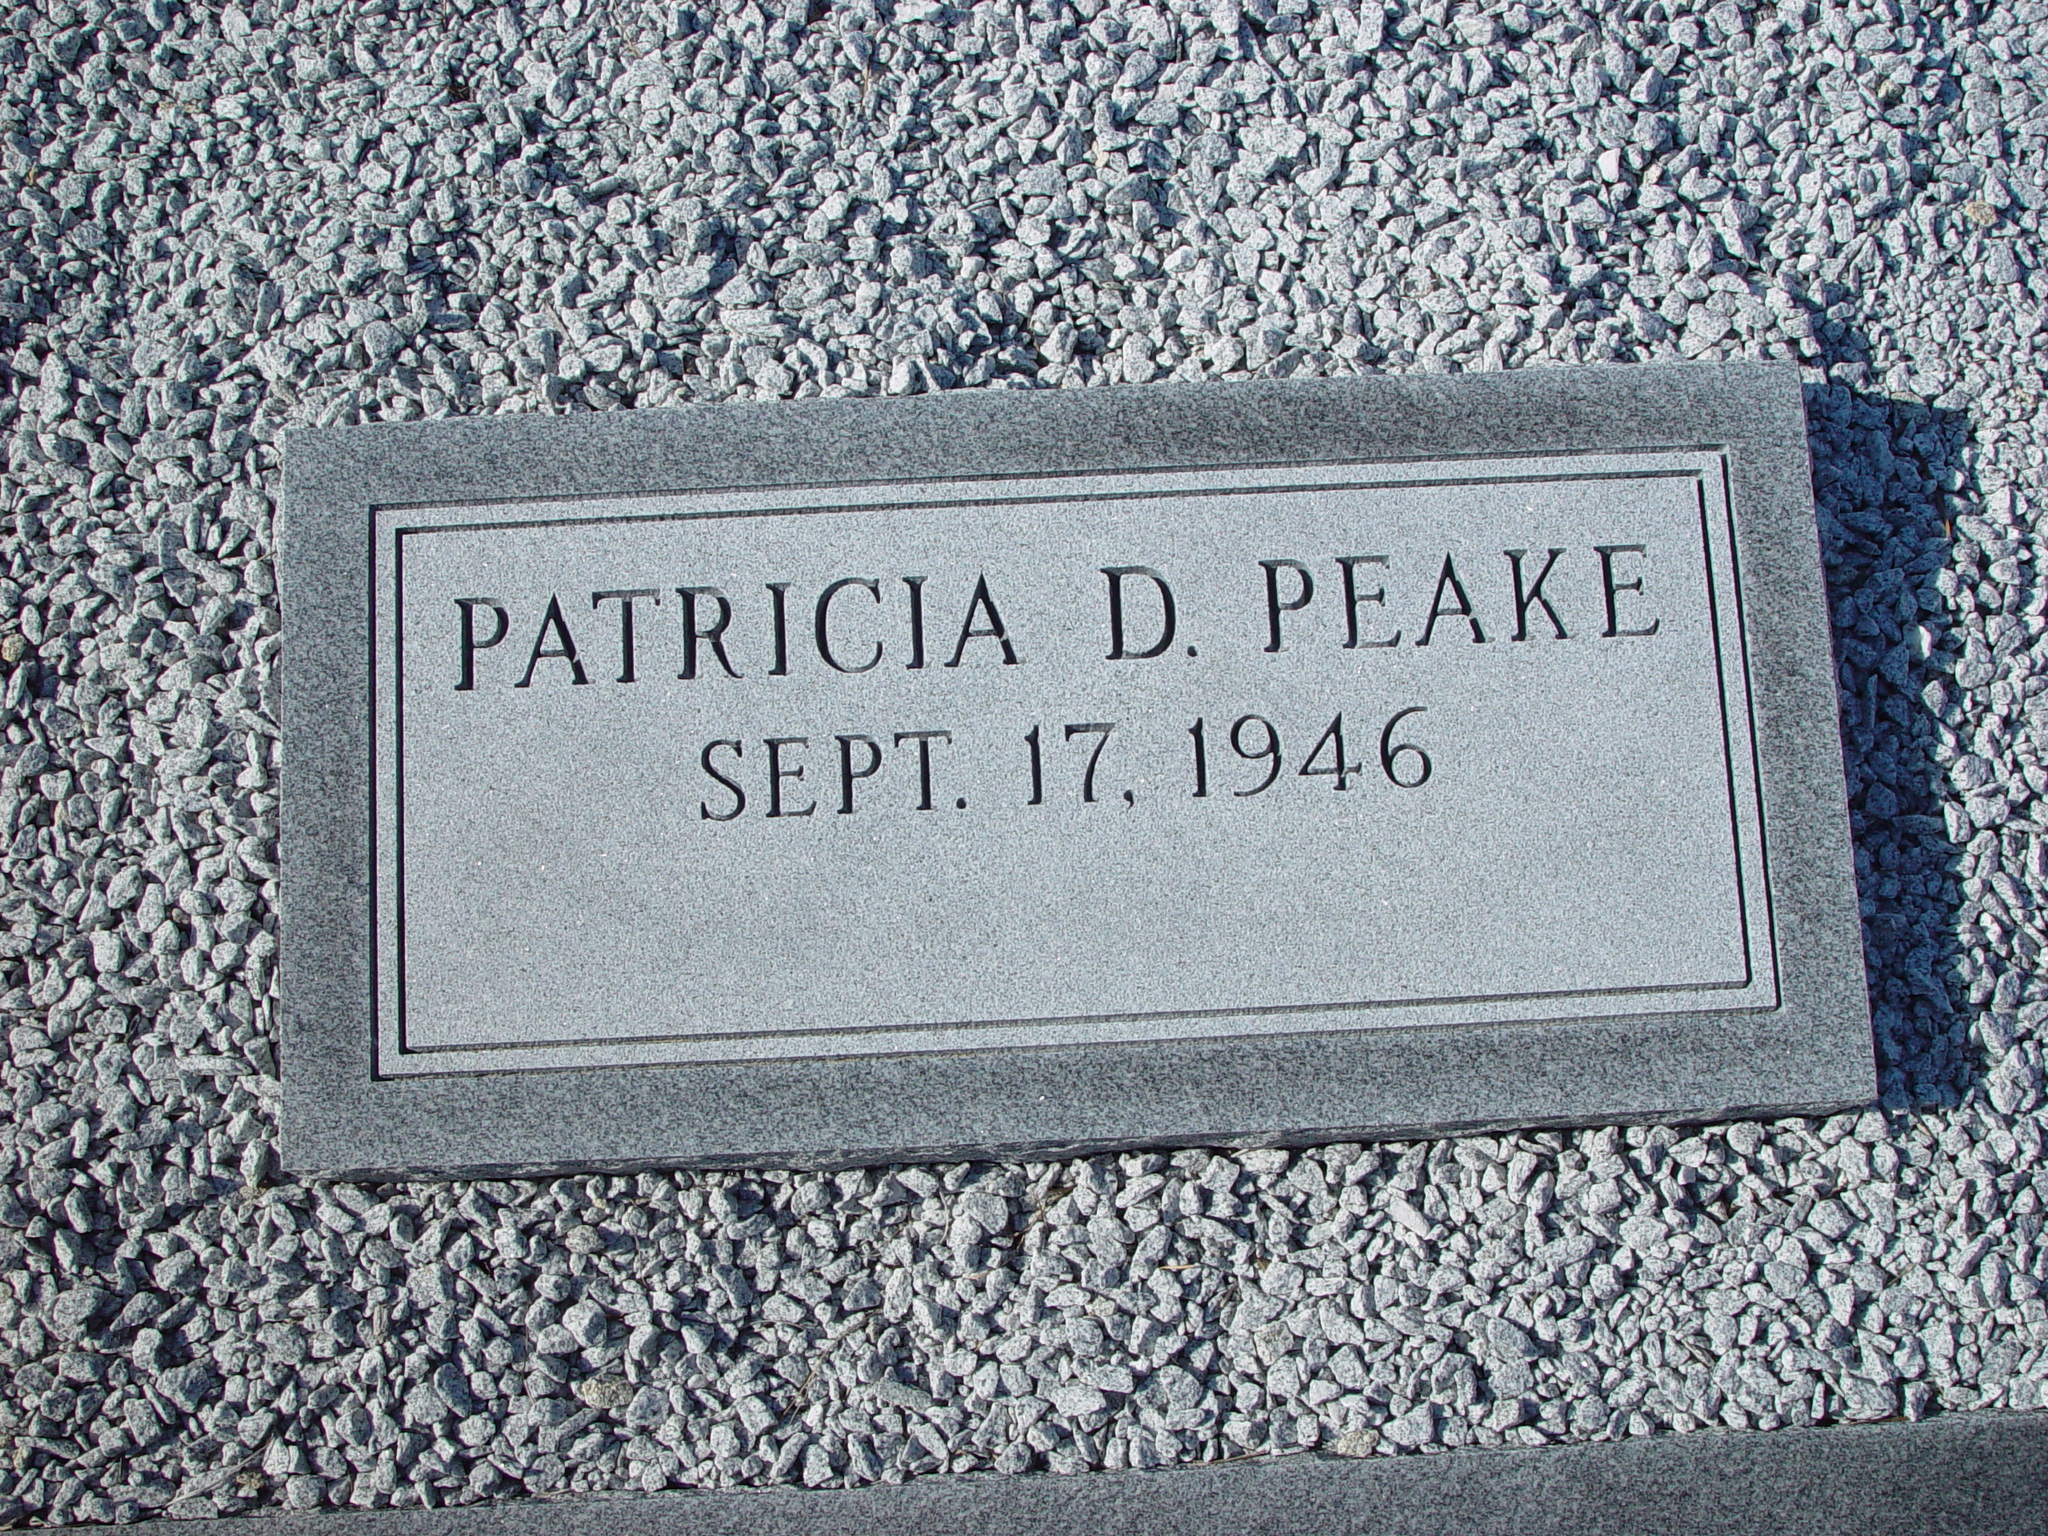 PATRICIA D. PEAKE
SEPT. 17, 1946